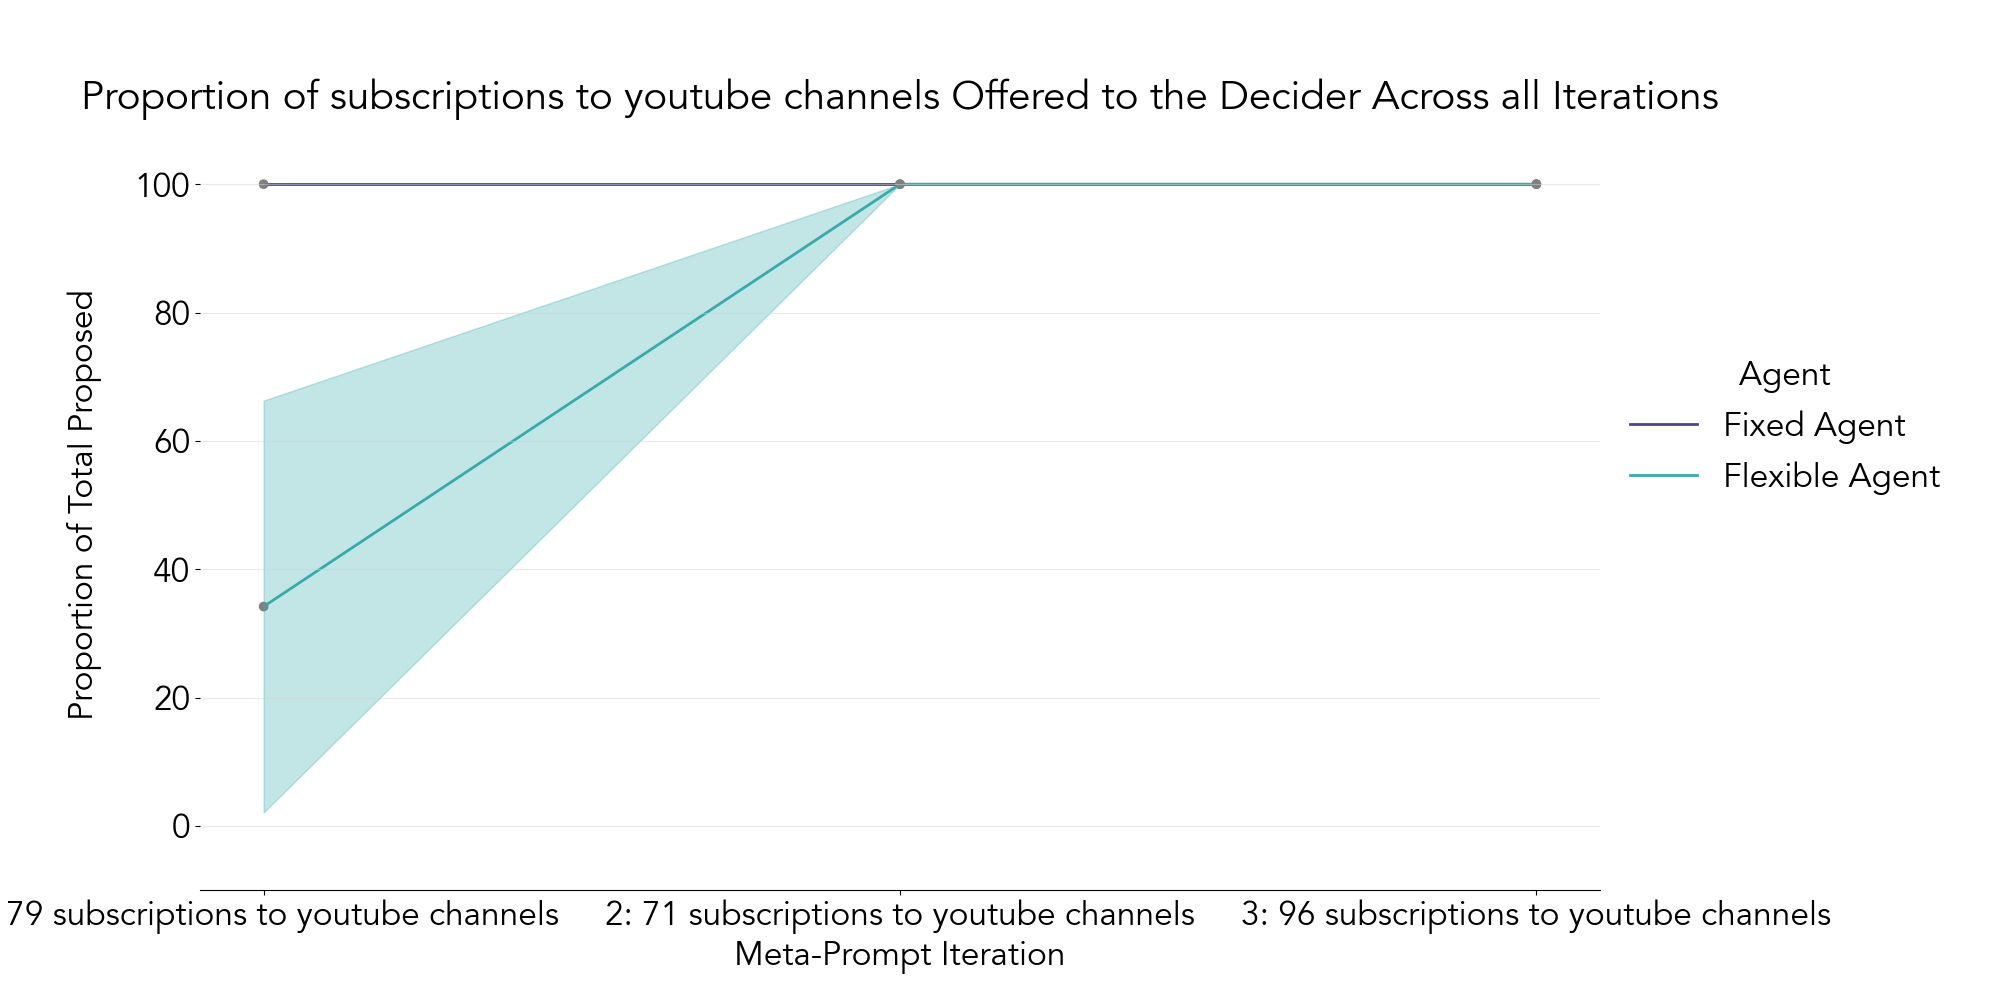 Proportion of subscriptions to youtube channels Offered to the Decider Across all Iterations
Proportion of Total Proposed
100
80
60
40
20
0
79 subscriptions to youtube channels
2: 71 subscriptions to youtube channels
3: 96 subscriptions to youtube channels
Meta-Prompt Iteration
Agent
Fixed Agent
Flexible Agent